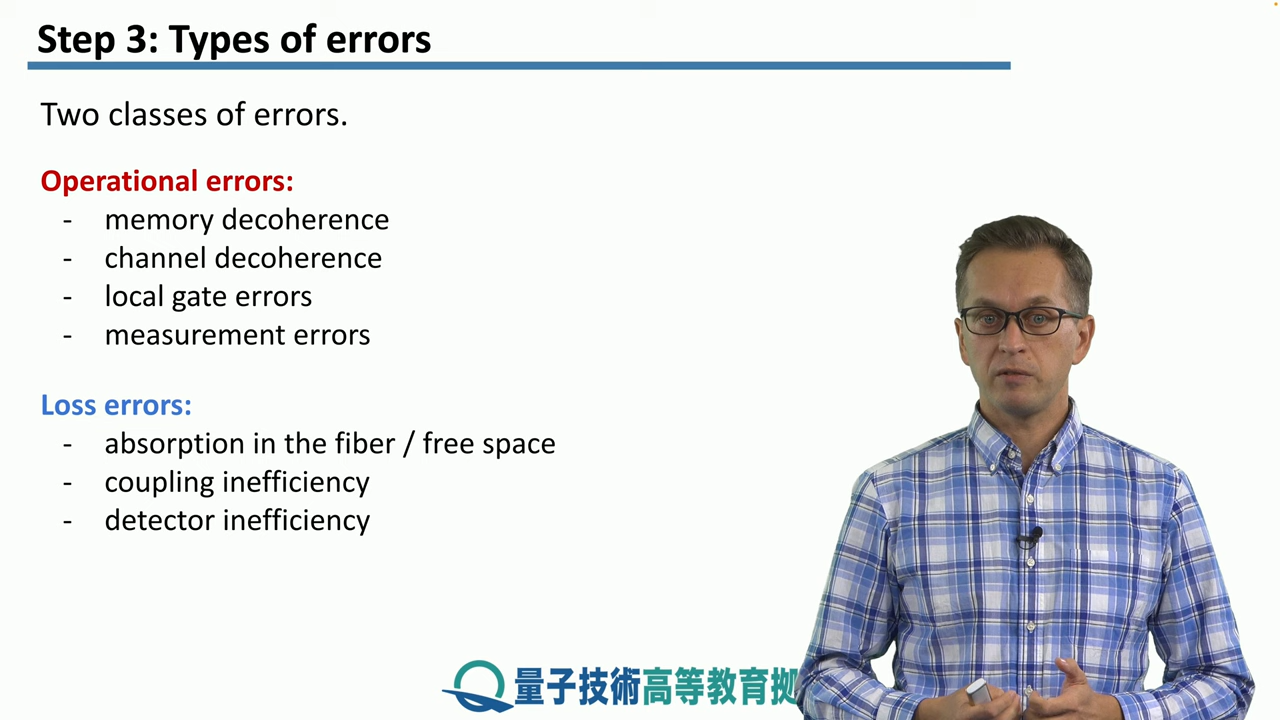 Step 3: Types of errors
Two classes of errors.
Operational errors:
- memory decoherence
- channel decoherence
- local gate errors
- measurement errors
Loss errors:
- absorption in the fiber / free space
- coupling inefficiency
- detector inefficiency
量子技術高等教育拠